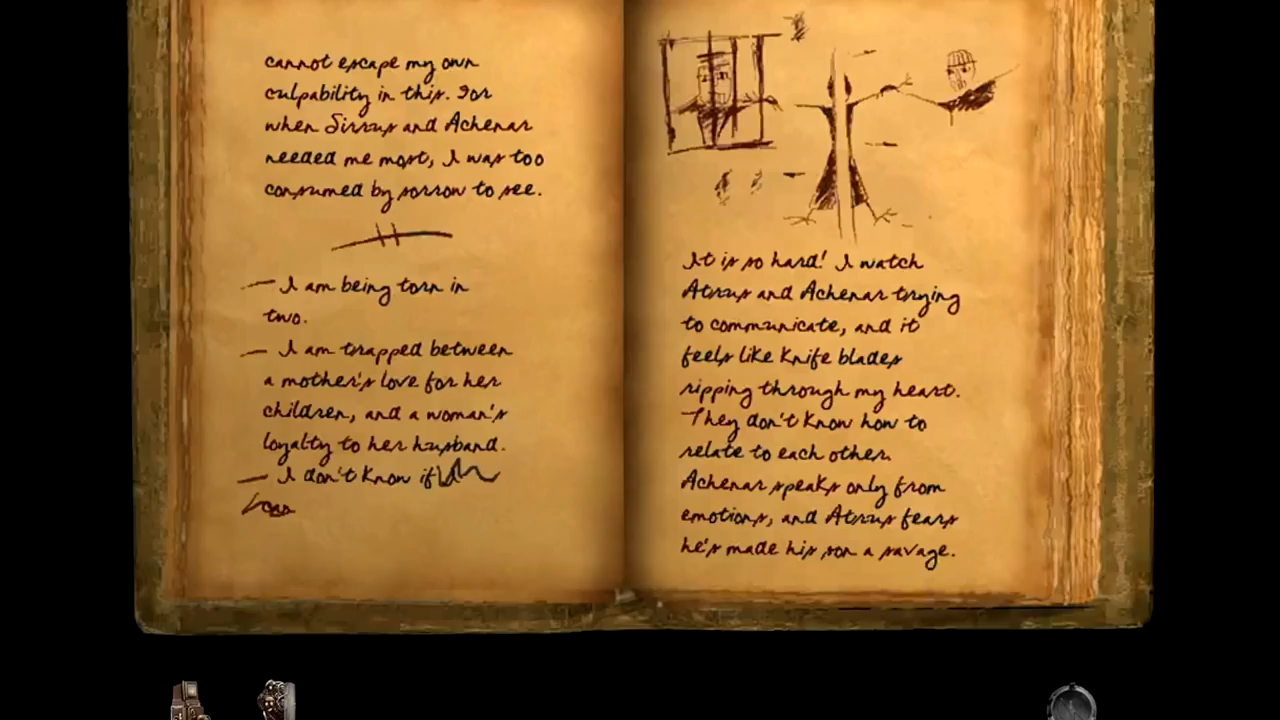 cannot escape my own
culpability in this. For
when Sirrus and Achenar
needed me most, I was too
consumed by sorrow to see.
— I am being torn in
two.
— I am trapped between
a mother's love for her
children, and a woman's
loyalty to her husband.
— I don't know if
It is so hard! I watch
Atrus and Achenar trying
to communicate, and it
feels like knife blades
ripping through my heart.
They don't know how to
relate to each other.
Achenar speaks only from
emotions, and Atrus fears
he's made his son a savage.